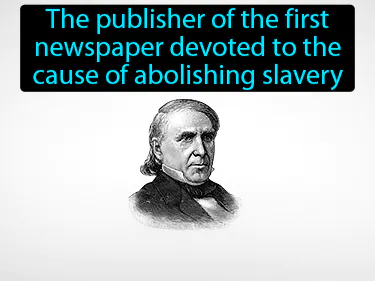 The publisher of the first
newspaper devoted to the
cause of abolishing slavery